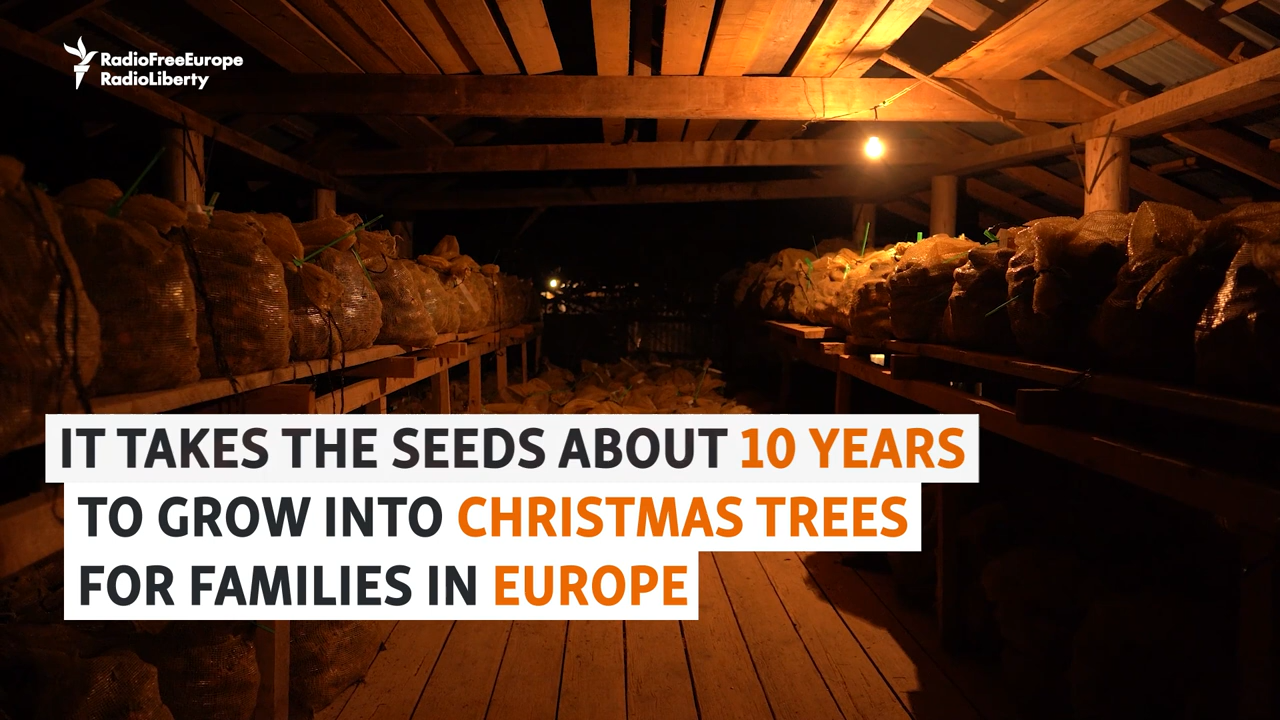 RadioFreeEurope
RadioLiberty
IT TAKES THE SEEDS ABOUT 10 YEARS
TO GROW INTO CHRISTMAS TREES
FOR FAMILIES IN EUROPE